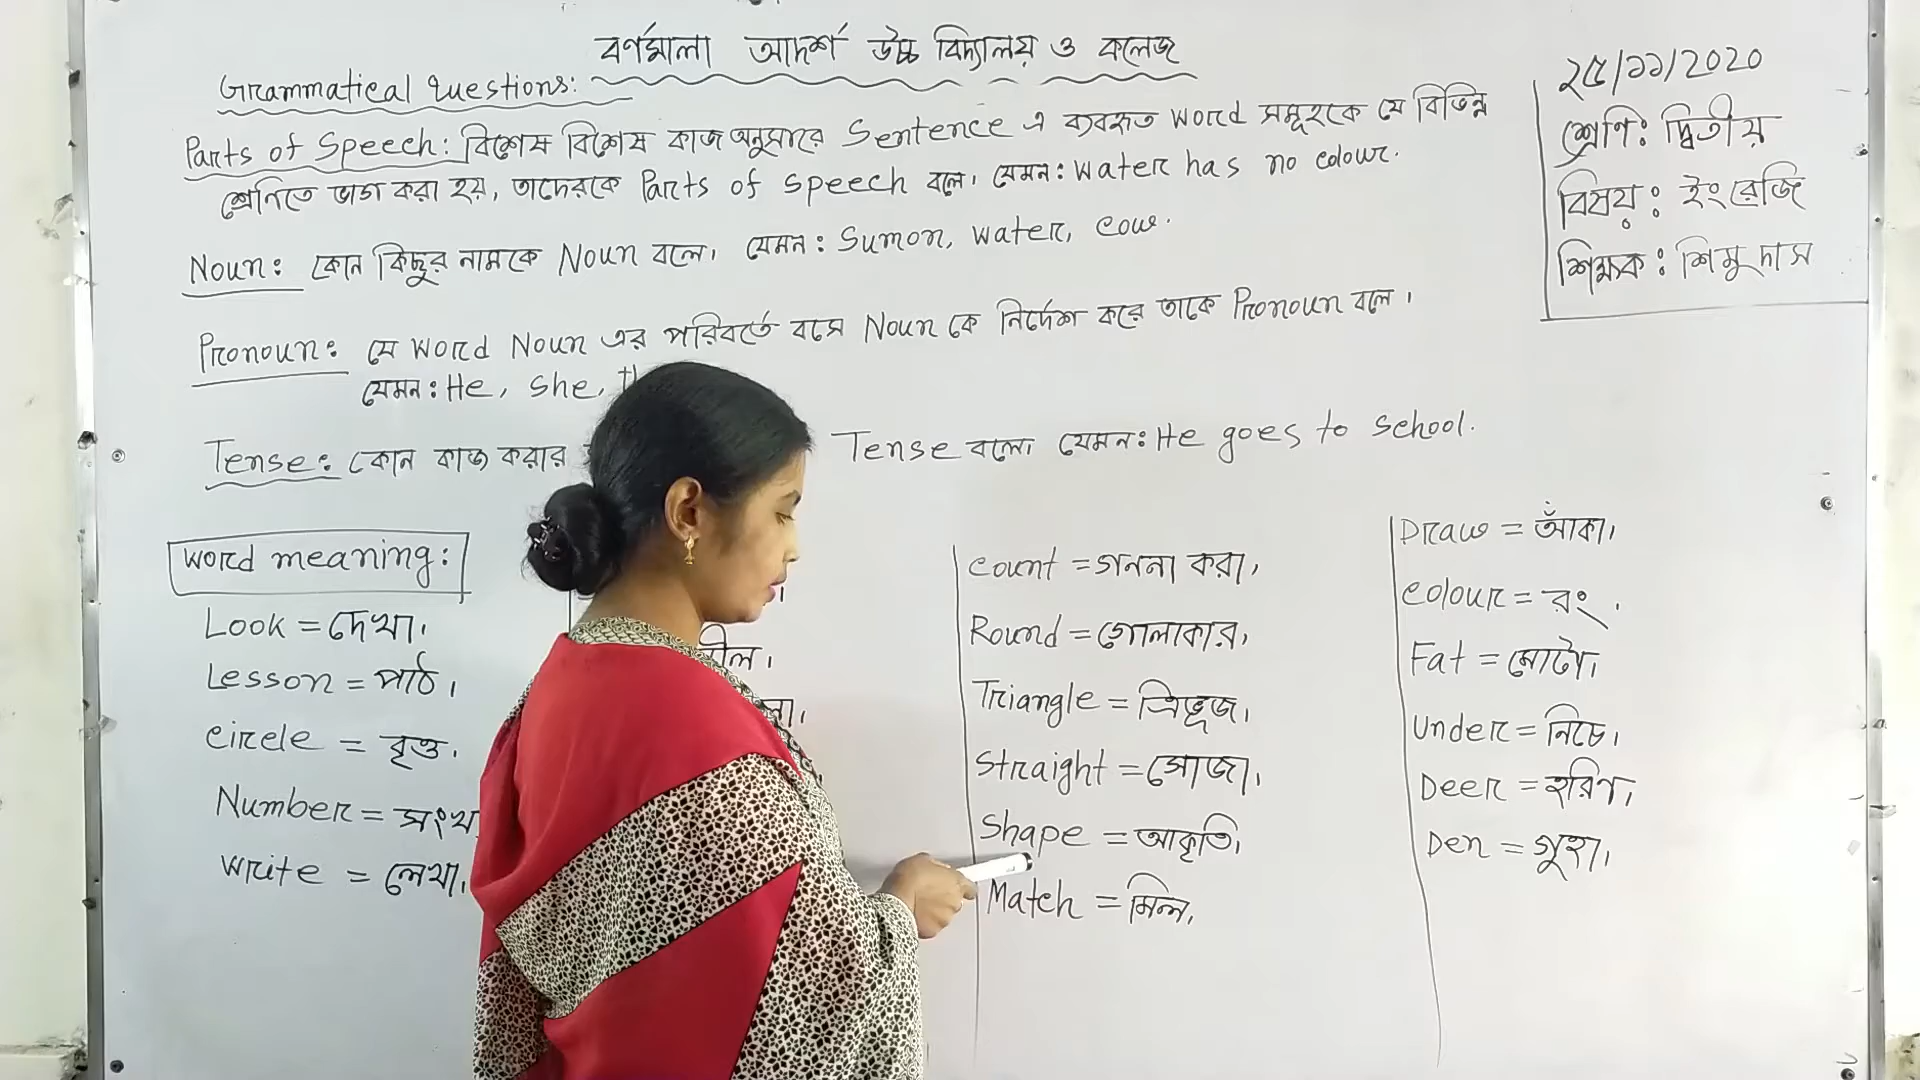 বর্ণমালা আদর্শ উচ্চ বিদ্যালয় ও কলেজ
Grammatical Questions:
২৫/১১/2020
শ্রেণি: দ্বিতীয়
বিষয়: ইংরেজি
শিক্ষক: শিমু দাস
Parts of Speech: বিশেষ বিশেষ কাজ অনুসারে Sentence এ ব্যবহৃত word সমূহকে যে বিভিন্ন
শ্রেণিতে ভাগ করা হয়, তাদেরকে Parts of speech বলে। যেমন: water has no colour.
Noun: কোন কিছুর নামকে Noun বলে। যেমন: Sumon, water, cow.
Pronoun: যে word Noun এর পরিবর্তে বসে Noun কে নির্দেশ করে তাকে Pronoun বলে।
যেমন: He, she,
Tense: কোন কাজ করার Tense বলে। যেমন: He goes to school.
word meaning:
Look = দেখা।
Lesson = পাঠ।
circle = বৃত্ত।
Number = সংখ
write = লেখা।
count = গননা করা।
Round = গোলাকার।
Triangle = ত্রিভুজ।
Straight = সোজা।
Shape = আকৃতি।
Match = মিল।
Draw = আঁকা।
colour = রং.
Fat = মোটা।
under = নিচে।
Deer = হরিণ।
Den = গুহা।